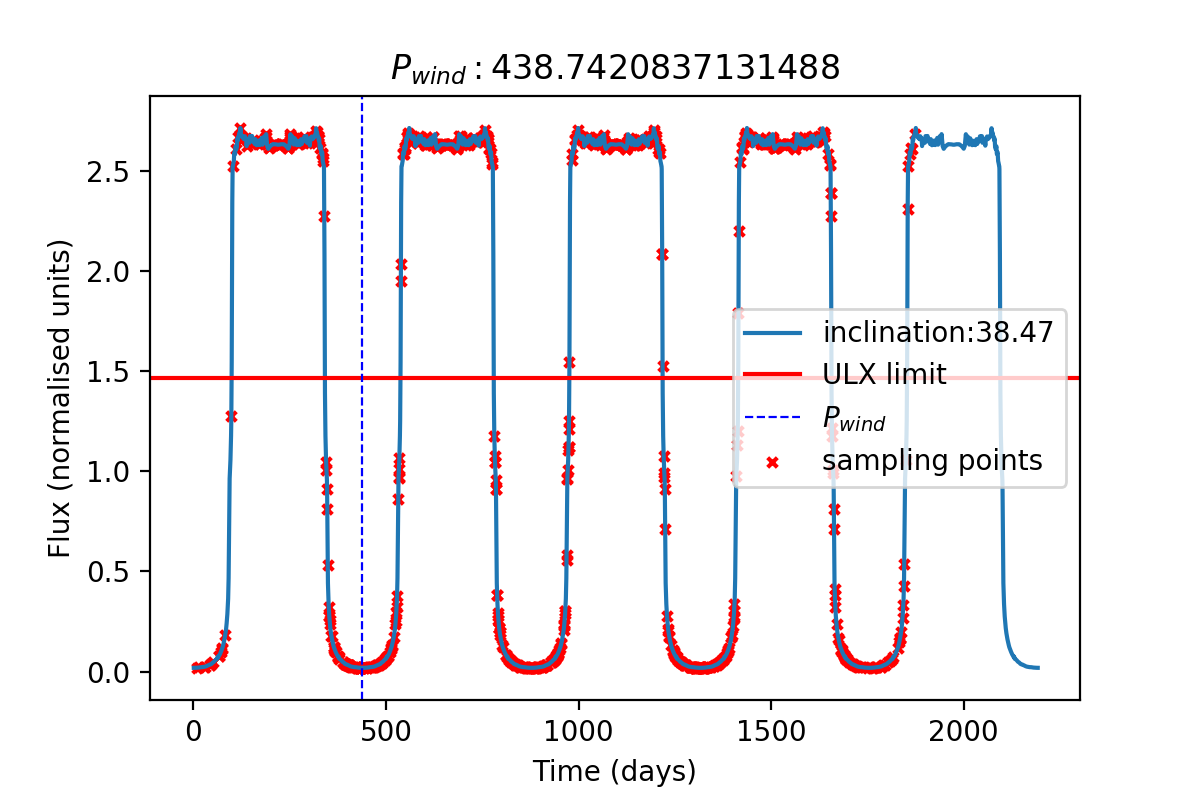 P_wind : 438.7420837131488
Flux (normalised units)
2.5
2.0
1.5
1.0
0.5
0.0
inclination:38.47
ULX limit
P_wind
sampling points
0 500 1000 1500 2000
Time (days)